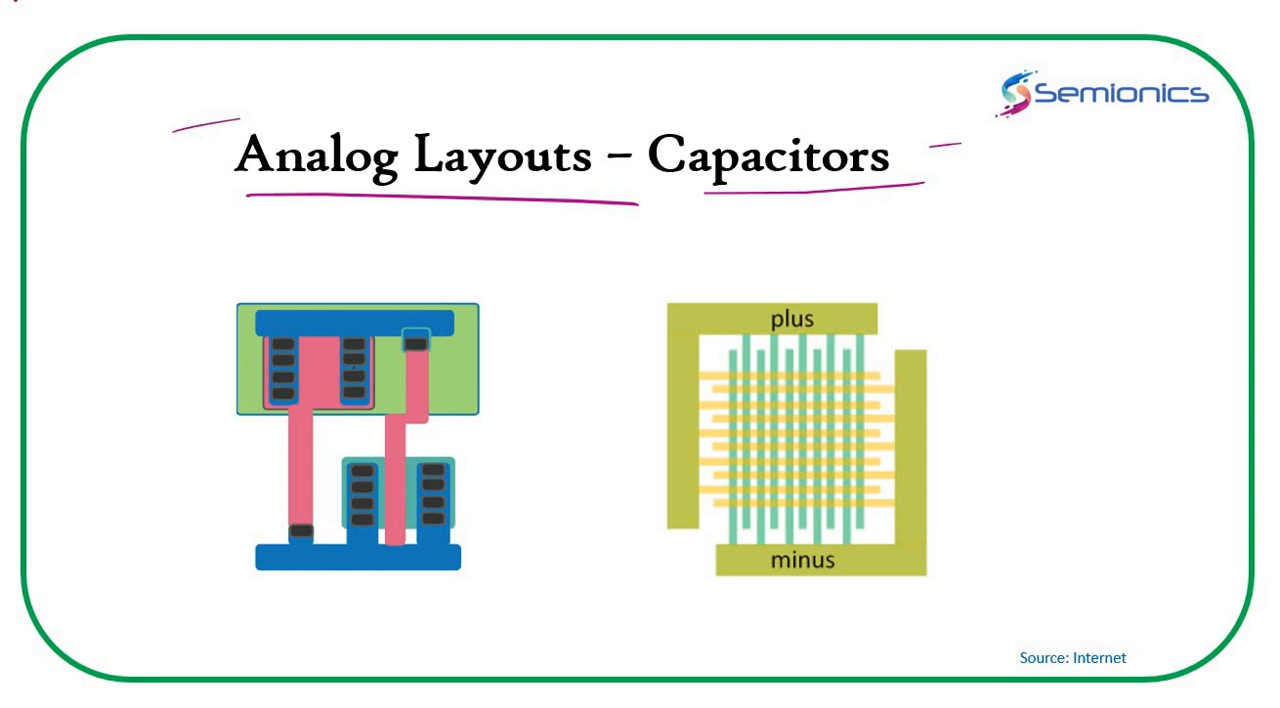 Semionics
Analog Layouts – Capacitors
plus
minus
Source: Internet